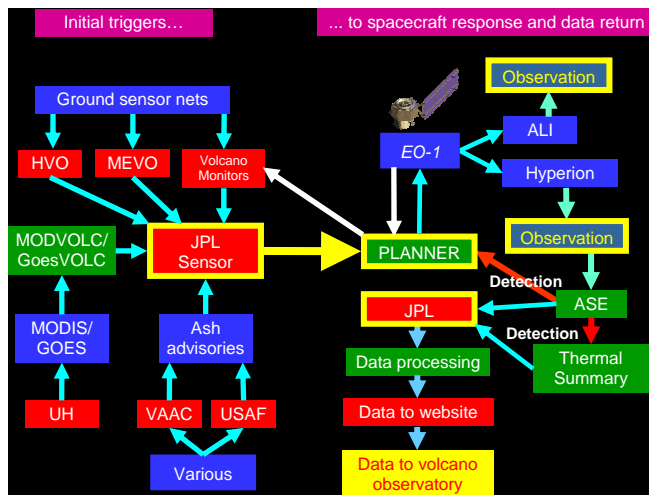 Initial triggers…
... to spacecraft response and data return
Ground sensor nets
HVO
MEVO
Volcano
Monitors
MODVOLC/
GoesVOLC
JPL
Sensor
MODIS/
GOES
Ash
advisories
UH
VAAC
USAF
Various
EO-1
ALI
Observation
Hyperion
Observation
PLANNER
Detection
ASE
JPL
Detection
Thermal
Summary
Data processing
Data to website
Data to volcano
observatory